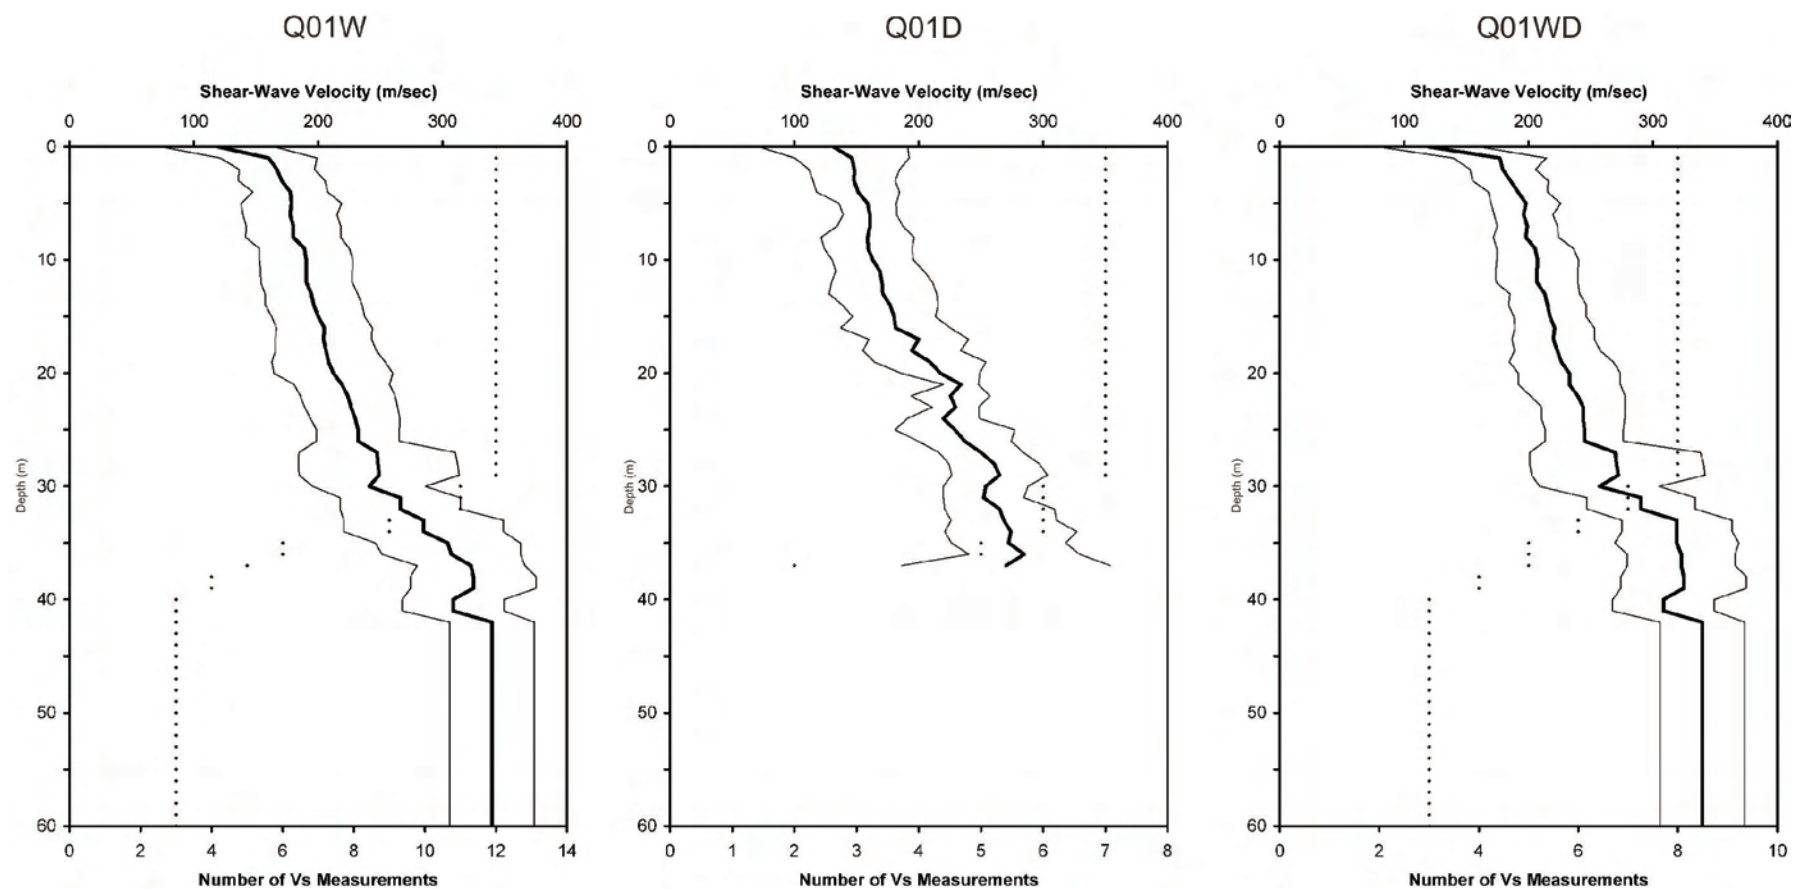 Q01W
Shear-Wave Velocity (m/sec)
0 100 200 300 400
0
10
20
30
40
50
60
Depth (m)
0 2 4 6 8 10 12 14
Number of Vs Measurements
Q01D
Shear-Wave Velocity (m/sec)
0 100 200 300 400
0
10
20
30
40
50
60
Depth (m)
0 1 2 3 4 5 6 7 8
Number of Vs Measurements
Q01WD
Shear-Wave Velocity (m/sec)
0 100 200 300 400
0
10
20
30
40
50
60
Depth (m)
0 2 4 6 8 10
Number of Vs Measurements